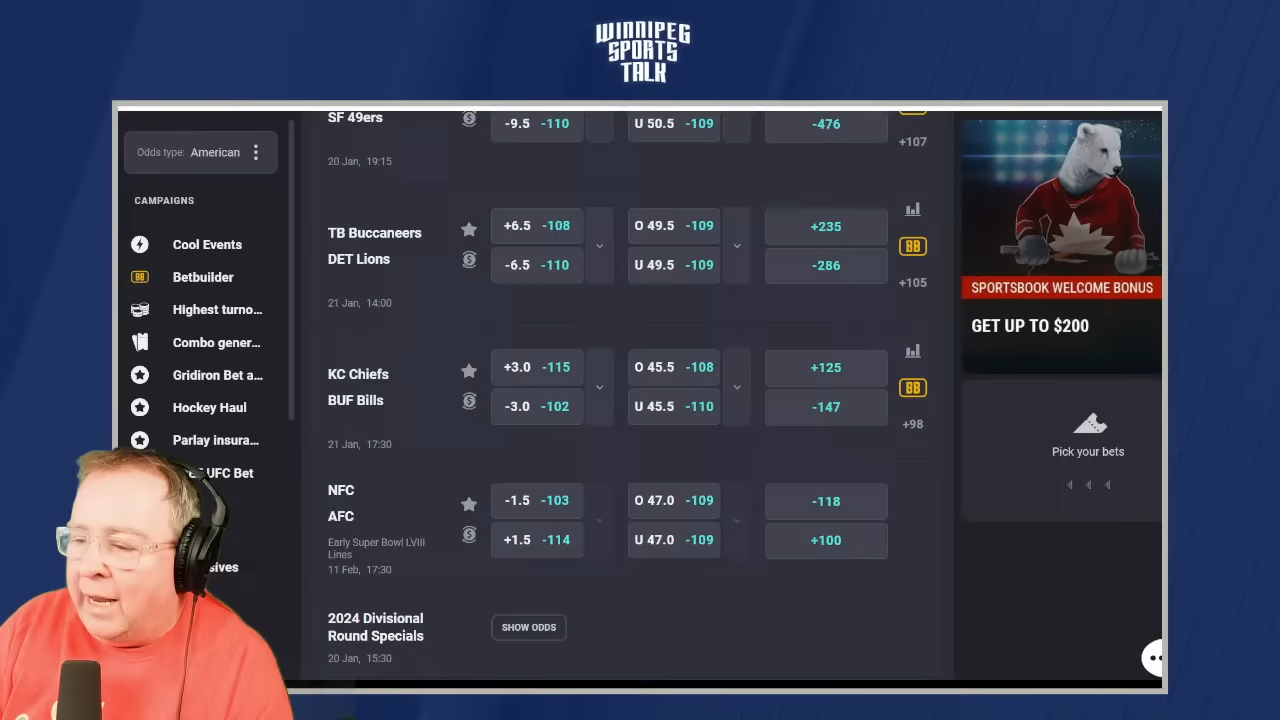 WINNIPEG
SPORTS
TALK
Odds type: American
CAMPAIGNS
Cool Events
BB Betbuilder
Highest turno...
Combo gener...
Gridiron Bet a...
Hockey Haul
Parlay insura...
UFC Bet
SF 49ers
-9.5 -110
U 50.5 -109
-476
+107
20 Jan, 19:15
TB Buccaneers
DET Lions
+6.5 -108
O 49.5 -109
+235
-6.5 -110
U 49.5 -109
-286
BB
+105
21 Jan, 14:00
KC Chiefs
BUF Bills
+3.0 -115
O 45.5 -108
+125
-3.0 -102
U 45.5 -110
-147
BB
+98
21 Jan, 17:30
NFC
AFC
-1.5 -103
O 47.0 -109
-118
+1.5 -114
U 47.0 -109
+100
Early Super Bowl LVIII
Lines
11 Feb, 17:30
2024 Divisional
Round Specials
SHOW ODDS
20 Jan, 15:30
SPORTSBOOK WELCOME BONUS
GET UP TO $200
Pick your bets